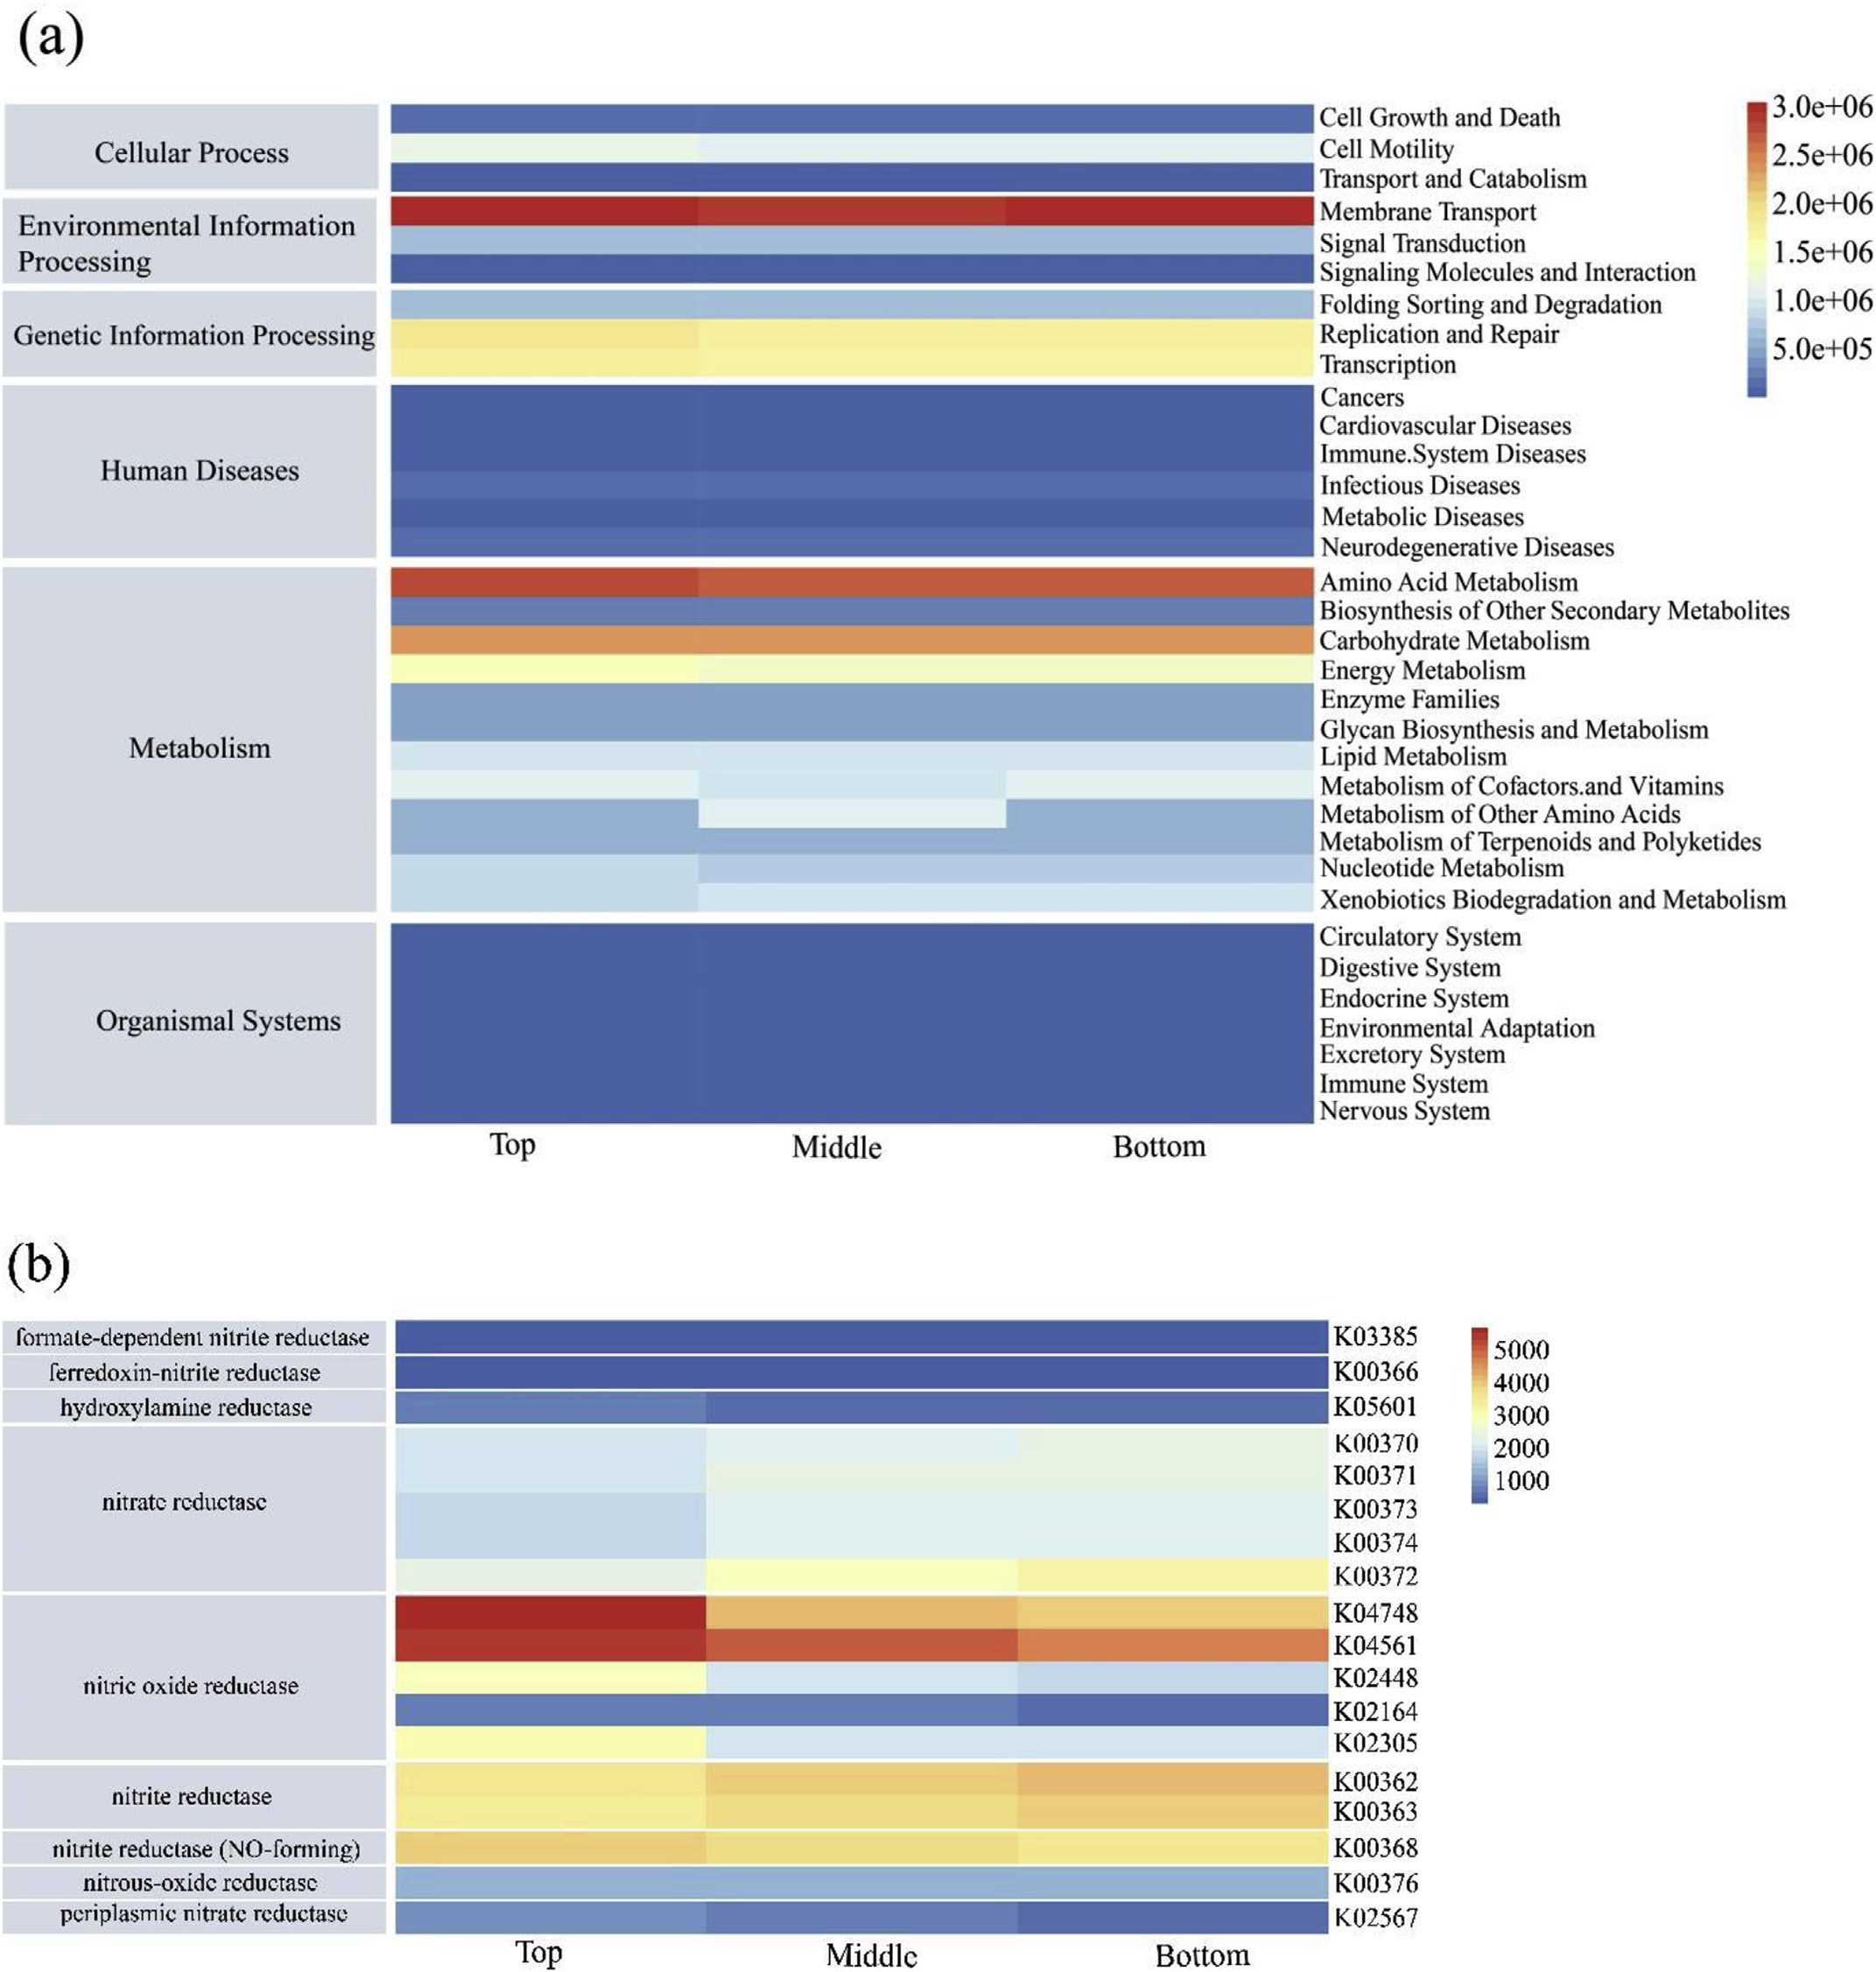 (a)
Cellular Process
Environmental Information
Processing
Genetic Information Processing
Human Diseases
Metabolism
Organismal Systems
Cell Growth and Death
Cell Motility
Transport and Catabolism
Membrane Transport
Signal Transduction
Signaling Molecules and Interaction
Folding Sorting and Degradation
Replication and Repair
Transcription
Cancers
Cardiovascular Diseases
Immune.System Diseases
Infectious Diseases
Metabolic Diseases
Neurodegenerative Diseases
Amino Acid Metabolism
Biosynthesis of Other Secondary Metabolites
Carbohydrate Metabolism
Energy Metabolism
Enzyme Families
Glycan Biosynthesis and Metabolism
Lipid Metabolism
Metabolism of Cofactors.and Vitamins
Metabolism of Other Amino Acids
Metabolism of Terpenoids and Polyketides
Nucleotide Metabolism
Xenobiotics Biodegradation and Metabolism
Circulatory System
Digestive System
Endocrine System
Environmental Adaptation
Excretory System
Immune System
Nervous System
3.0e+06
2.5e+06
2.0e+06
1.5e+06
1.0e+06
5.0e+05
Top Middle Bottom
(b)
formate-dependent nitrite reductase
ferredoxin-nitrite reductase
hydroxylamine reductase
nitrate reductase
nitric oxide reductase
nitrite reductase
nitrite reductase (NO-forming)
nitrous-oxide reductase
periplasmic nitrate reductase
K03385
K00366
K05601
K00370
K00371
K00373
K00374
K00372
K04748
K04561
K02448
K02164
K02305
K00362
K00363
K00368
K00376
K02567
5000
4000
3000
2000
1000
Top Middle Bottom